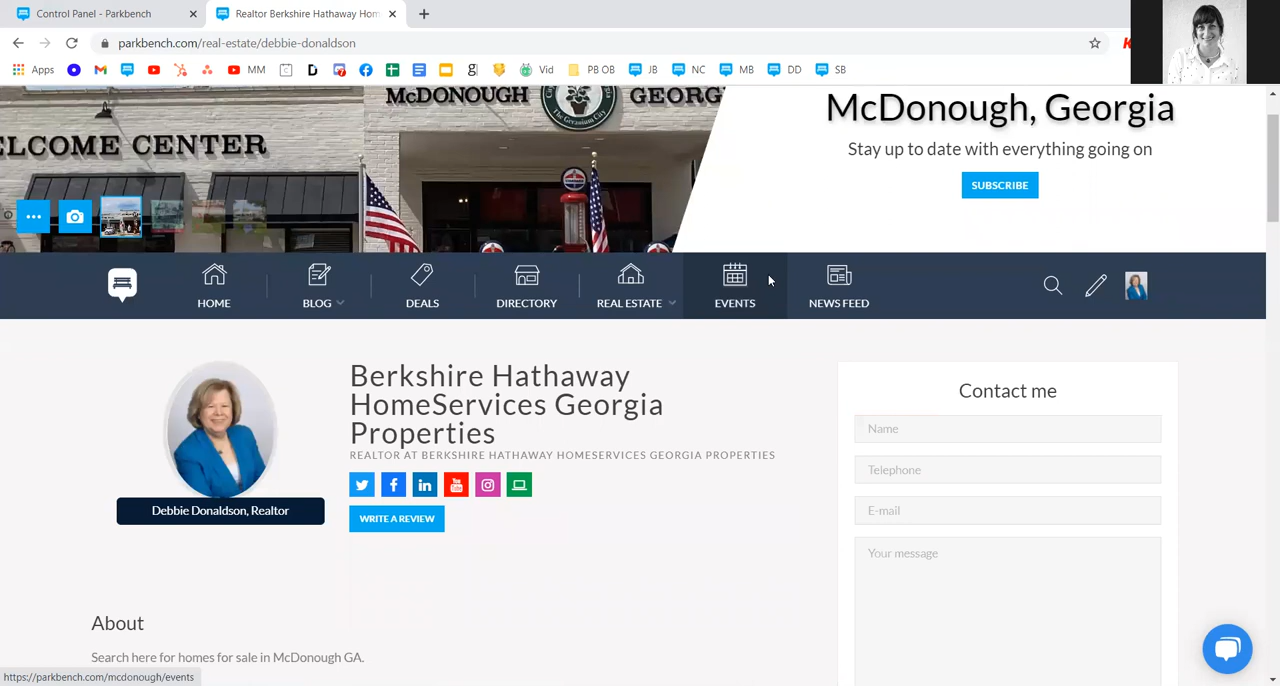 Control Panel - Parkbench
Realtor Berkshire Hathaway Hom
parkbench.com/real-estate/debbie-donaldson
Apps
MM
Vid
PB OB
JB
NC
MB
DD
SB
McDONOUGH GEORG
ELCOME CENTER
McDonough, Georgia
Stay up to date with everything going on
SUBSCRIBE
HOME
BLOG
DEALS
DIRECTORY
REAL ESTATE
EVENTS
NEWS FEED
Berkshire Hathaway
HomeServices Georgia
Properties
REALTOR AT BERKSHIRE HATHAWAY HOMESERVICES GEORGIA PROPERTIES
WRITE A REVIEW
Debbie Donaldson, Realtor
Contact me
Name
Telephone
E-mail
Your message
About
Search here for homes for sale in McDonough GA.
https://parkbench.com/mcdonough/events